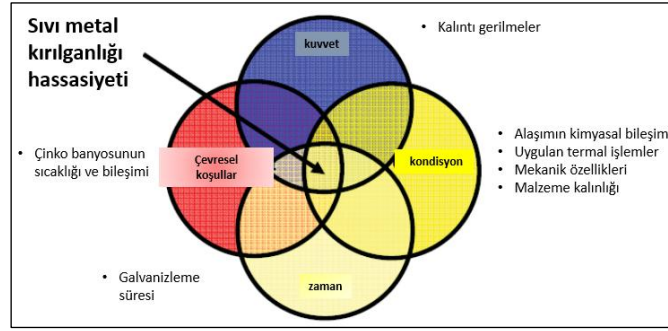 Sıvı metal
kırılganlığı
hassasiyeti
kuvvet
• Kalıntı gerilmeler
• Çinko banyosunun
sıcaklığı ve bileşimi
Çevresel
koşullar
kondisyon
• Alaşımın kimyasal bileşim
• Uygulan termal işlemler
• Mekanik özellikleri
• Malzeme kalınlığı
• Galvanizleme
süresi
zaman